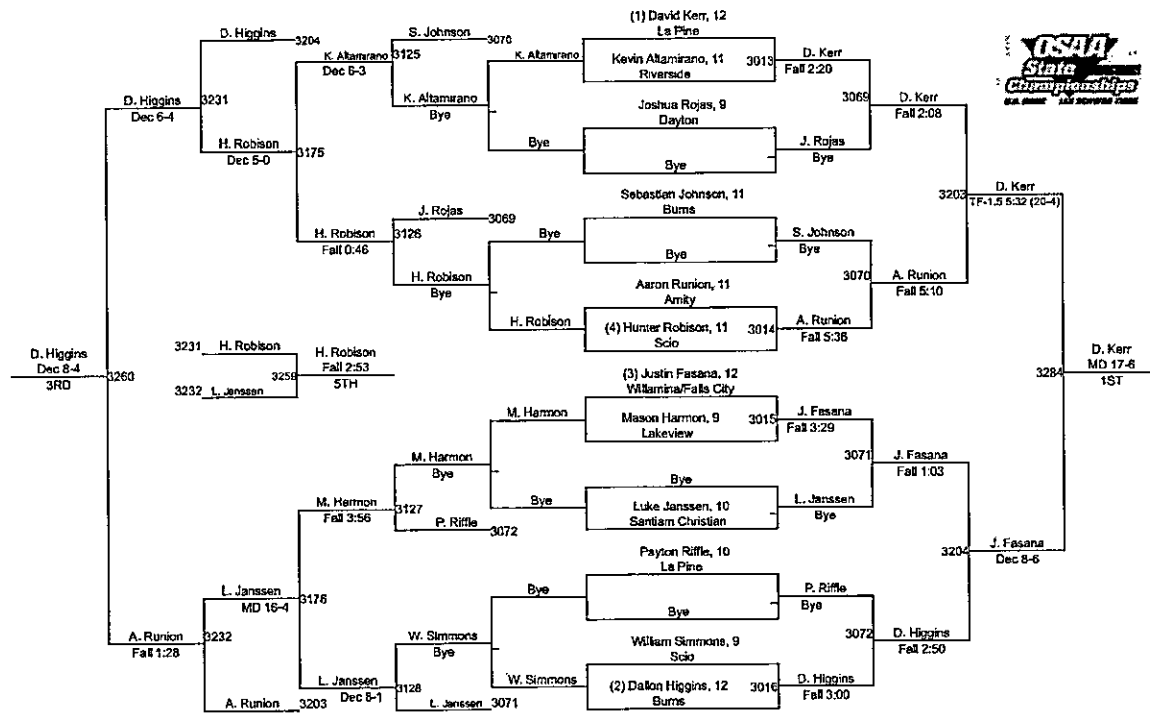 OSAA
State
Championships
(1) David Kerr, 12
La Pine
Kevin Altamirano, 11
Riverside
3013
D. Kerr
Fall 2:20
Joshua Rojas, 9
Dayton
Bye
J. Rojas
Bye
3069
D. Kerr
Fall 2:08
Sebastian Johnson, 11
Burns
Bye
S. Johnson
Bye
Aaron Runion, 11
Amity
(4) Hunter Robison, 11
Scio
3014
A. Runion
Fall 5:36
3070
A. Runion
Fall 5:10
3203
D. Kerr
TF-1.5 5:32 (20-4)
(3) Justin Fasana, 12
Willamina/Falls City
Mason Harmon, 9
Lakeview
3015
J. Fasana
Fall 3:29
Bye
Luke Janssen, 10
Santiam Christian
L. Janssen
Bye
3071
J. Fasana
Fall 1:03
Payton Riffle, 10
La Pine
Bye
P. Riffle
Bye
William Simmons, 9
Scio
(2) Dallon Higgins, 12
Burns
3016
D. Higgins
Fall 3:00
3072
D. Higgins
Fall 2:50
3204
J. Fasana
Dec 8-6
3284
D. Kerr
MD 17-6
1ST
K. Altamirano
Bye
K. Altamirano
Bye
S. Johnson
3070
3125
K. Altamirano
Dec 6-3
Bye
H. Robison
H. Robison
Bye
J. Rojas
3069
3126
H. Robison
Fall 0:46
3175
H. Robison
Dec 5-0
D. Higgins
3204
3231
D. Higgins
Dec 6-4
M. Harmon
Bye
M. Harmon
Bye
P. Riffle
3072
3127
M. Harmon
Fall 3:56
Bye
W. Simmons
W. Simmons
Bye
L. Janssen
3071
3128
L. Janssen
Dec 8-1
3176
L. Janssen
MD 16-4
A. Runion
3203
3232
A. Runion
Fall 1:28
3260
D. Higgins
Dec 8-4
3RD
3231
H. Robison
3232
L. Janssen
3259
H. Robison
Fall 2:53
5TH